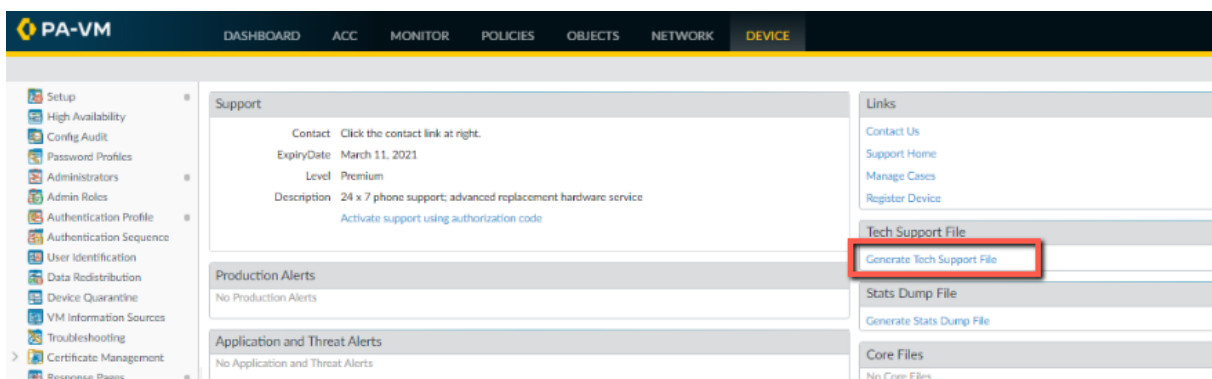 PA-VM
DASHBOARD ACC MONITOR POLICIES OBJECTS NETWORK DEVICE
Setup
High Availability
Config Audit
Password Profiles
Administrators
Admin Roles
Authentication Profile
Authentication Sequence
User Identification
Data Redistribution
Device Quarantine
VM Information Sources
Troubleshooting
Certificate Management
Response Pages
Support
Contact Click the contact link at right.
ExpiryDate March 11, 2021
Level Premium
Description 24 x 7 phone support; advanced replacement hardware service
Activate support using authorization code
Production Alerts
No Production Alerts
Application and Threat Alerts
No Application and Threat Alerts
Links
Contact Us
Support Home
Manage Cases
Register Device
Tech Support File
Generate Tech Support File
Stats Dump File
Generate Stats Dump File
Core Files
No Core Files